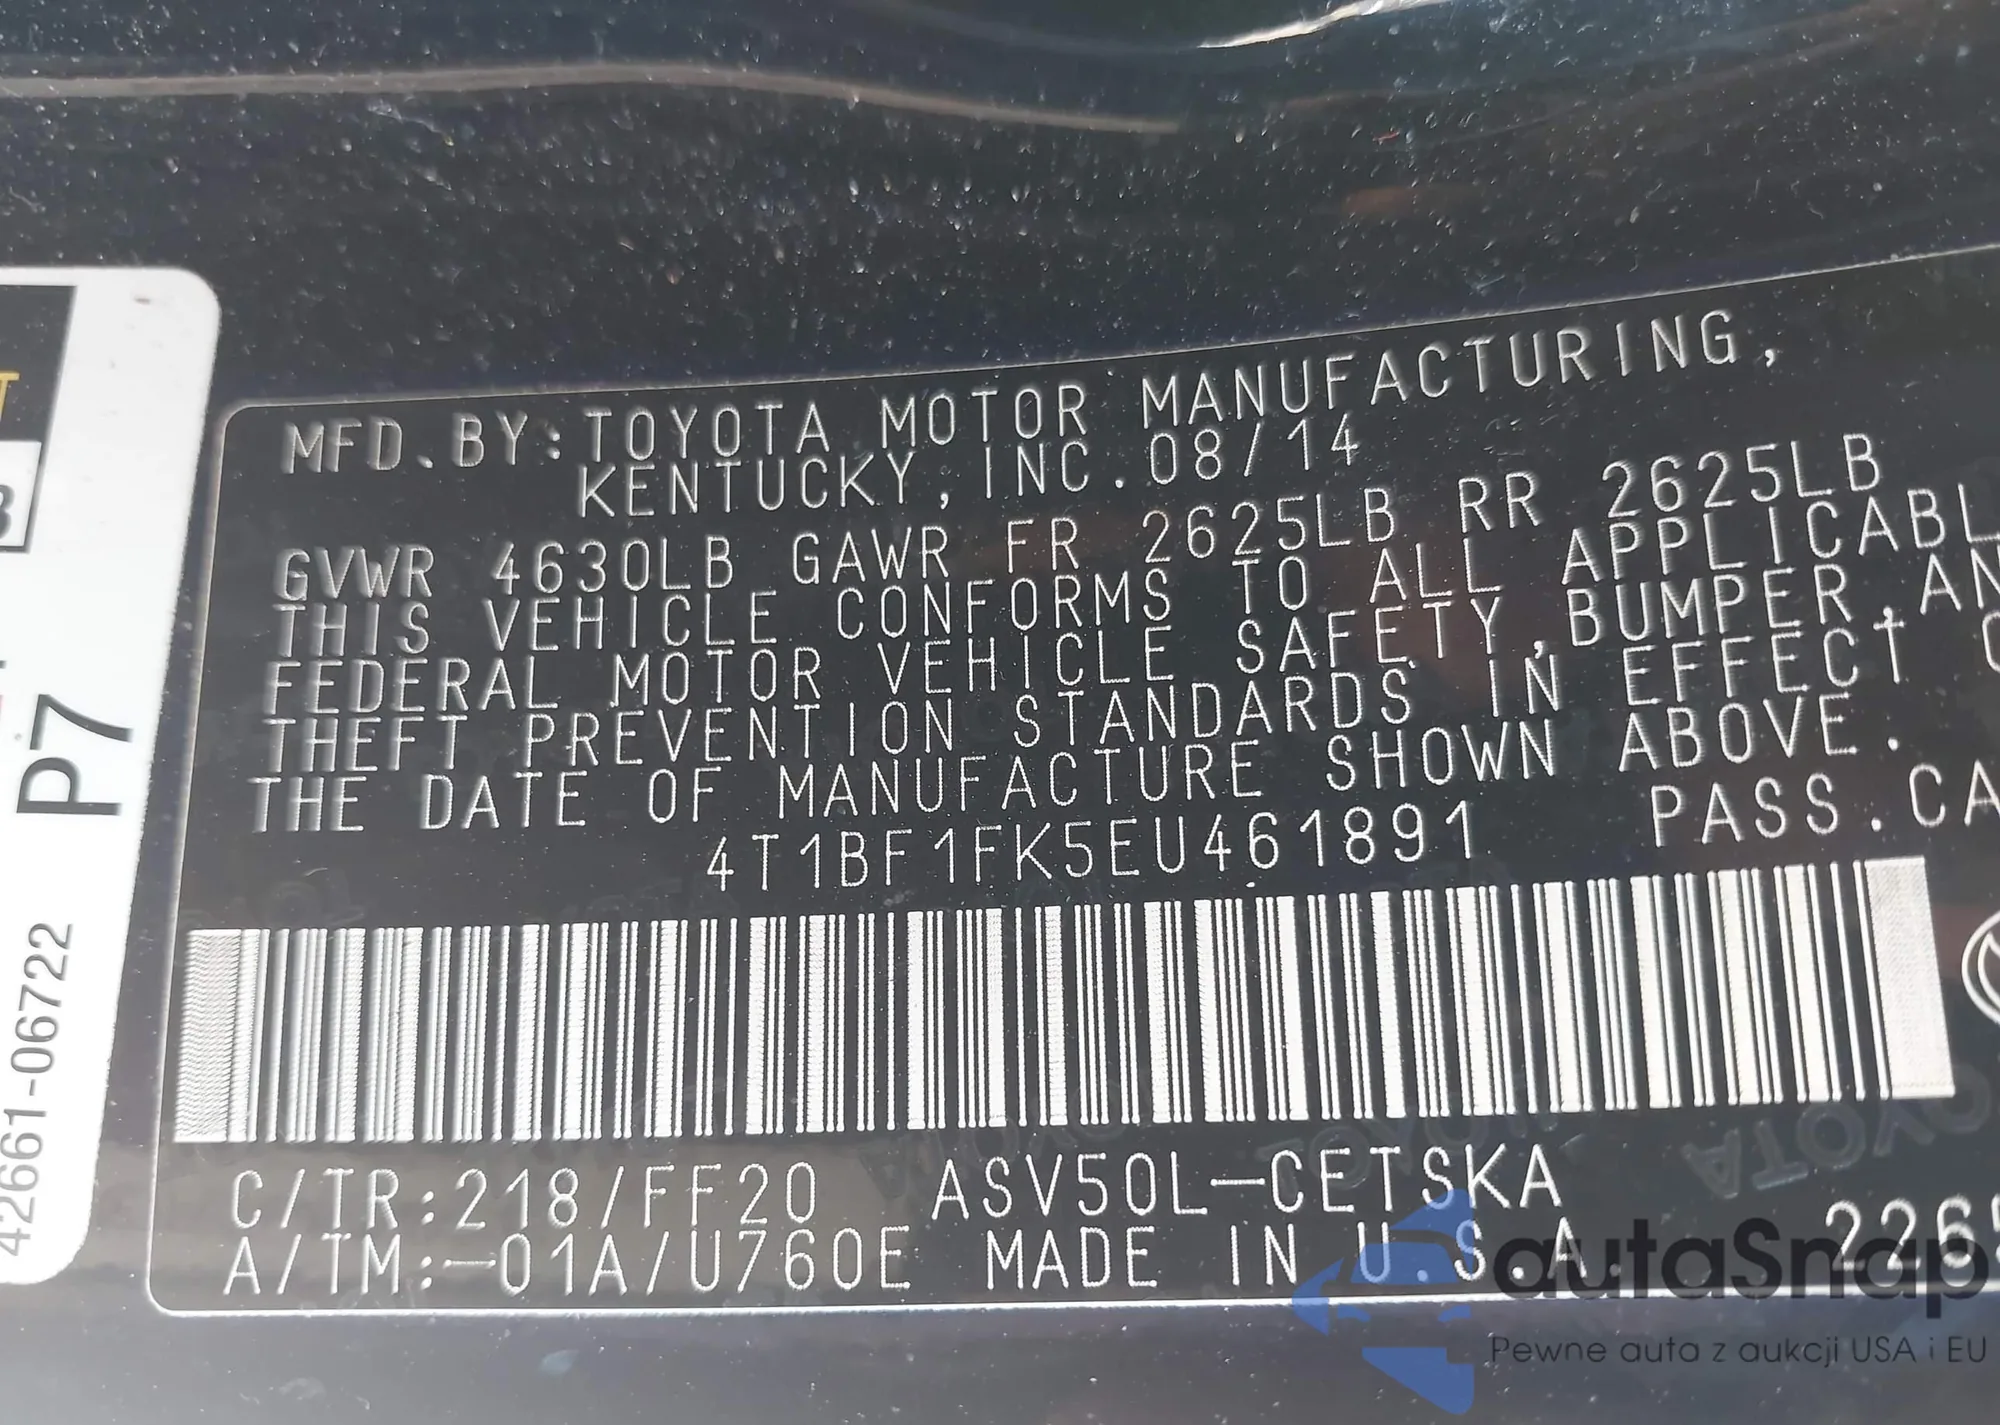 MFD.BY:TOYOTA MOTOR MANUFACTURING,
KENTUCKY, INC. 08/14
GVWR 4630LB GAWR FR 2625LB RR 2625LB
THIS VEHICLE CONFORMS TO ALL APPLICABL
FEDERAL MOTOR VEHICLE SAFETY,BUMPER,AN
THEFT PREVENTION STANDARDS IN EFFECT O
THE DATE OF MANUFACTURE SHOWN ABOVE.
4T1BF1FK5EU461891 PASS.CA
C/TR:218/FF20 ASV50L-CETSKA
A/TM:-01A/U760E MADE IN U.S.A. 2265
P7
42661-06722
autaSnap
Pewne auta z aukcji USA i EU